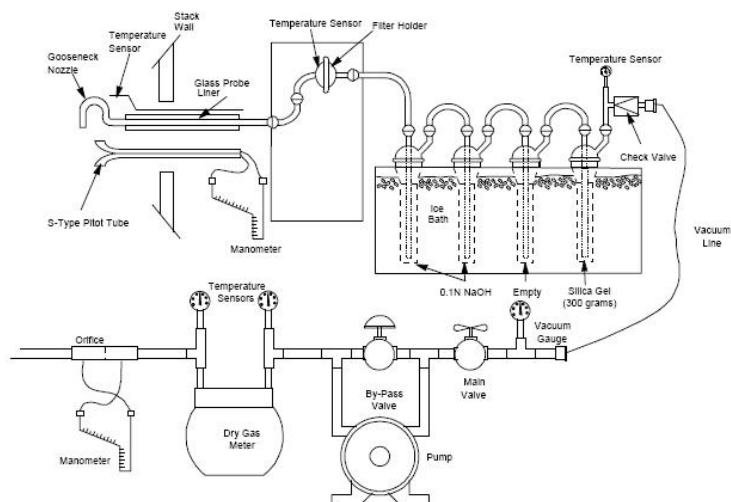 Stack
Wall
Temperature Sensor
Filter Holder
Temperature
Sensor
Gooseneck
Nozzle
Glass Probe
Liner
Temperature Sensor
Check Valve
S-Type Pitot Tube
Manometer
Ice
Bath
Vacuum
Line
0.1N NaOH
Empty
Silica Gel
(300 grams)
Temperature
Sensors
Orifice
Vacuum
Gauge
By-Pass
Valve
Main
Valve
Dry Gas
Meter
Manometer
Pump